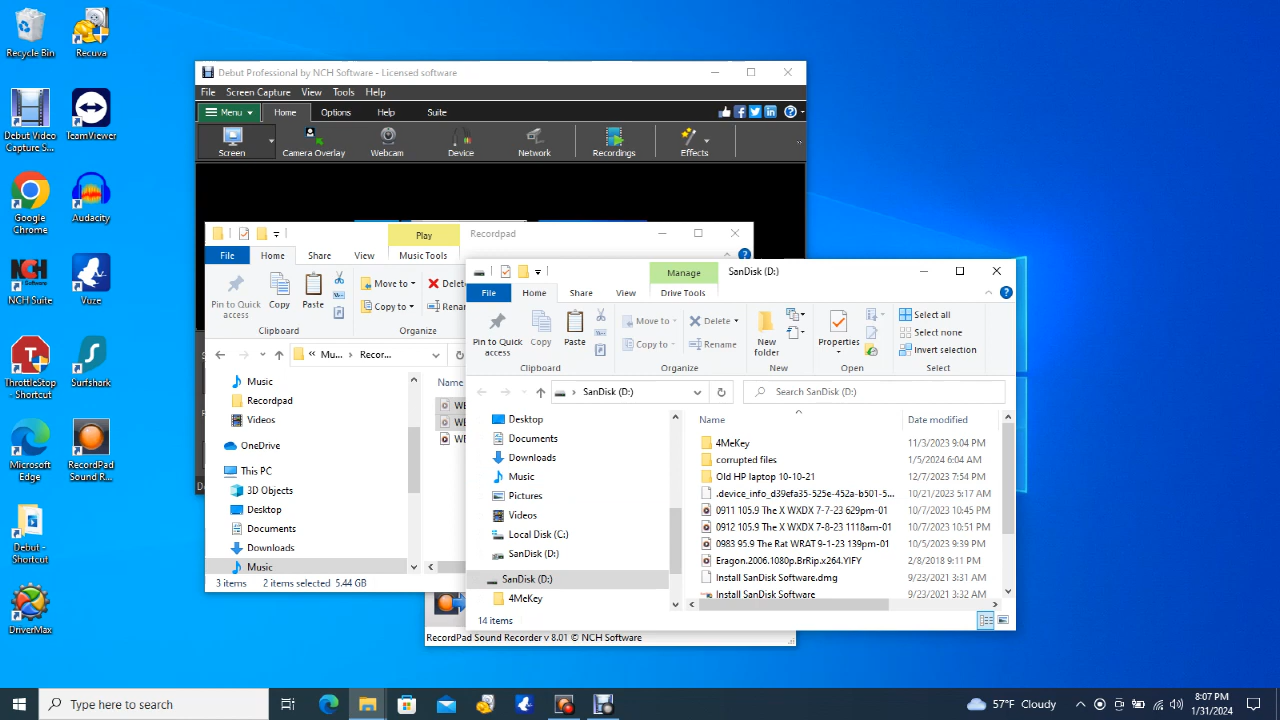 Recycle Bin
Recuva
Debut Video
Capture S...
TeamViewer
Google
Chrome
Audacity
NCH Suite
Vuze
ThrottleStop
- Shortcut
Surfshark
Microsoft
Edge
RecordPad
Sound R...
Debut -
Shortcut
DriverMax
Debut Professional by NCH Software - Licensed software
File Screen Capture View Tools Help
Menu Home Options Help Suite
Screen Camera Overlay Webcam Device Network Recordings Effects
Play Recordpad
File Home Share View Music Tools
Pin to Quick
access
Copy
Paste
Move to
Copy to
Delet
Renam
Clipboard Organize
Mu... Recor...
Name
Music
Recordpad
Videos
OneDrive
This PC
3D Objects
Desktop
Documents
Downloads
Music
3 items 2 items selected 5.44 GB
Manage SanDisk (D:)
File Home Share View Drive Tools
Pin to Quick
access
Copy
Paste
Move to
Copy to
Delete
Rename
New
folder
Properties
Select all
Select none
Invert selection
Clipboard Organize New Open Select
SanDisk (D:) Search SanDisk (D:)
Desktop
Documents
Downloads
Music
Pictures
Videos
Local Disk (C:)
SanDisk (D:)
SanDisk (D:)
4MeKey
Name Date modified
4MeKey 11/3/2023 9:04 PM
corrupted files 1/5/2024 6:04 AM
Old HP laptop 10-10-21 12/7/2023 7:54 PM
.device_info_d39efa35-525e-452a-b501-5... 10/21/2023 5:17 AM
0911 105.9 The X WXDX 7-7-23 629pm-01 10/7/2023 10:45 PM
0912 105.9 The X WXDX 7-8-23 1118am-01 10/7/2023 10:51 PM
0983 95.9 The Rat WRAT 9-1-23 139pm-01 10/5/2023 9:39 PM
Eragon.2006.1080p.BrRip.x264.YIFY 2/8/2018 9:11 PM
Install SanDisk Software.dmg 9/23/2021 3:31 AM
Install SanDisk Software 9/23/2021 3:32 AM
14 items
RecordPad Sound Recorder v 8.01 © NCH Software
Type here to search
57°F Cloudy
8:07 PM
1/31/2024